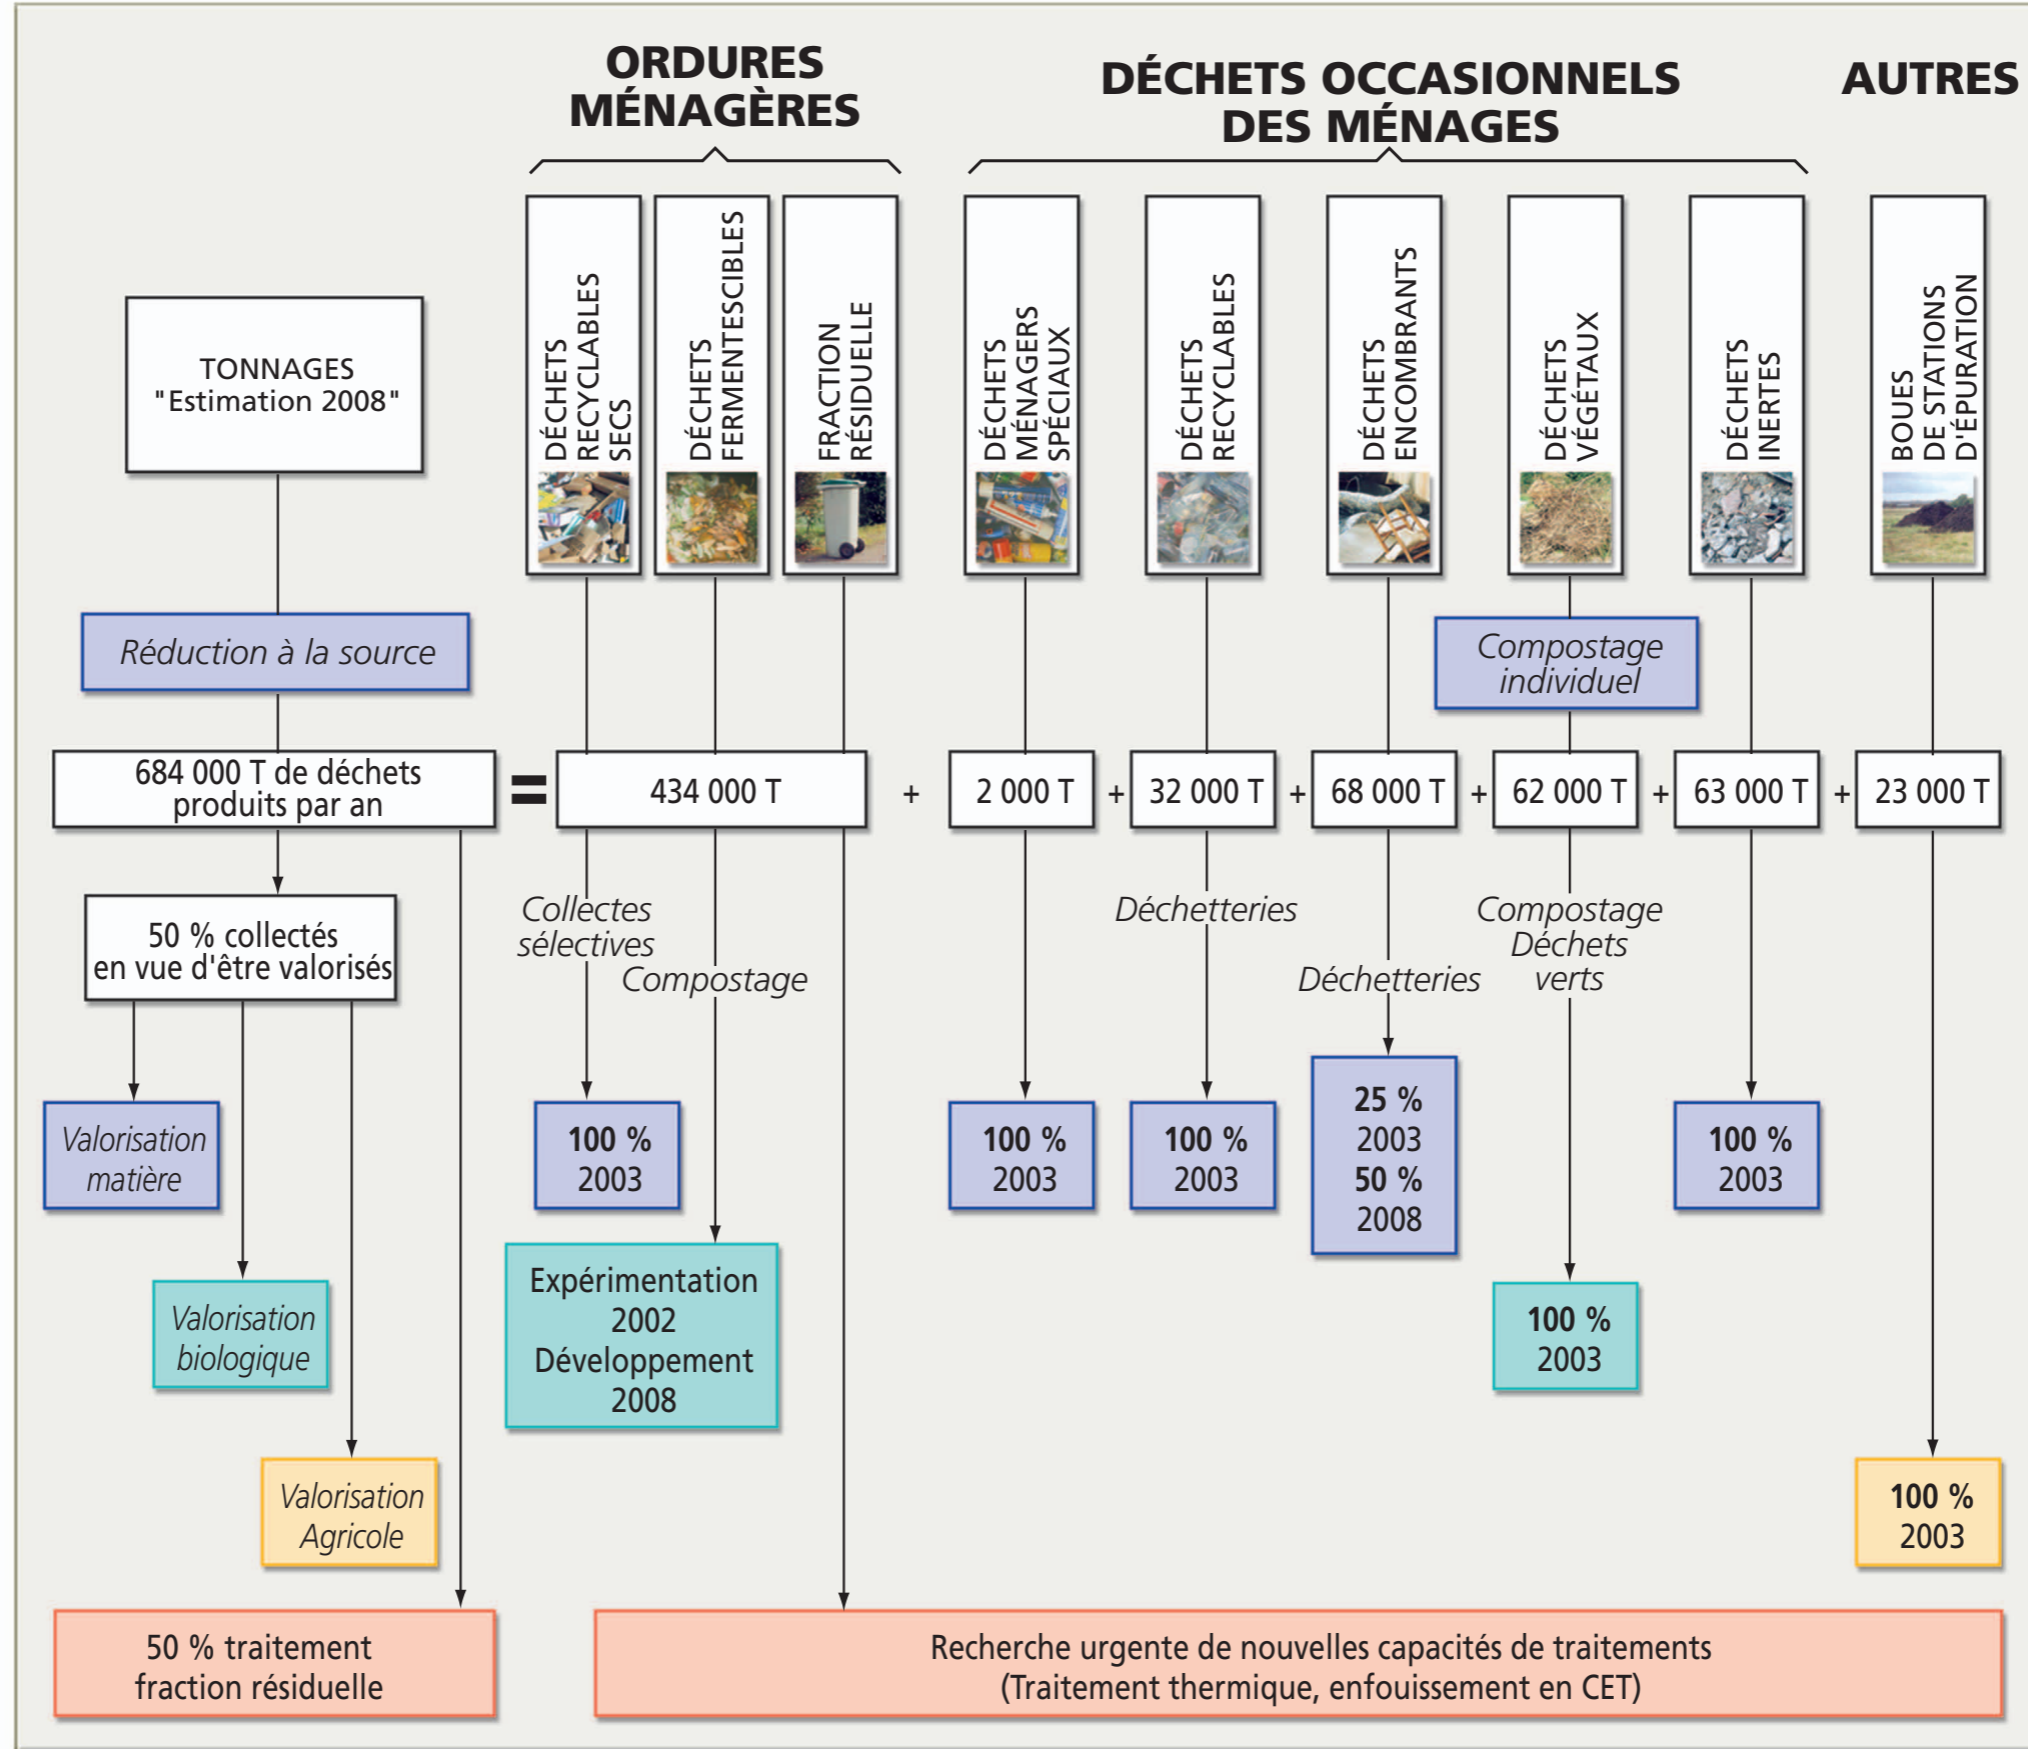 ORDURES
MÉNAGÈRES
DÉCHETS OCCASIONNELS
DES MÉNAGES
AUTRES
TONNAGES
"Estimation 2008"
DÉCHETS
RECYCLABLES
SECS
DÉCHETS
FERMENTESCIBLES
FRACTION
RÉSIDUELLE
DÉCHETS
MÉNAGERS
SPÉCIAUX
DÉCHETS
RECYCLABLES
DÉCHETS
ENCOMBRANTS
DÉCHETS
VÉGÉTAUX
DÉCHETS
INERTES
BOUES
DE STATIONS
D'ÉPURATION
Réduction à la source
Compostage
individuel
684 000 T de déchets
produits par an
=
434 000 T
+
2 000 T
+
32 000 T
+
68 000 T
+
62 000 T
+
63 000 T
+
23 000 T
50 % collectés
en vue d'être valorisés
Collectes
sélectives
Compostage
Déchetteries
Déchetteries
Compostage
Déchets
verts
Valorisation
matière
100 %
2003
100 %
2003
100 %
2003
25 %
2003
50 %
2008
100 %
2003
Valorisation
biologique
Expérimentation
2002
Développement
2008
100 %
2003
Valorisation
Agricole
100 %
2003
50 % traitement
fraction résiduelle
Recherche urgente de nouvelles capacités de traitements
(Traitement thermique, enfouissement en CET)